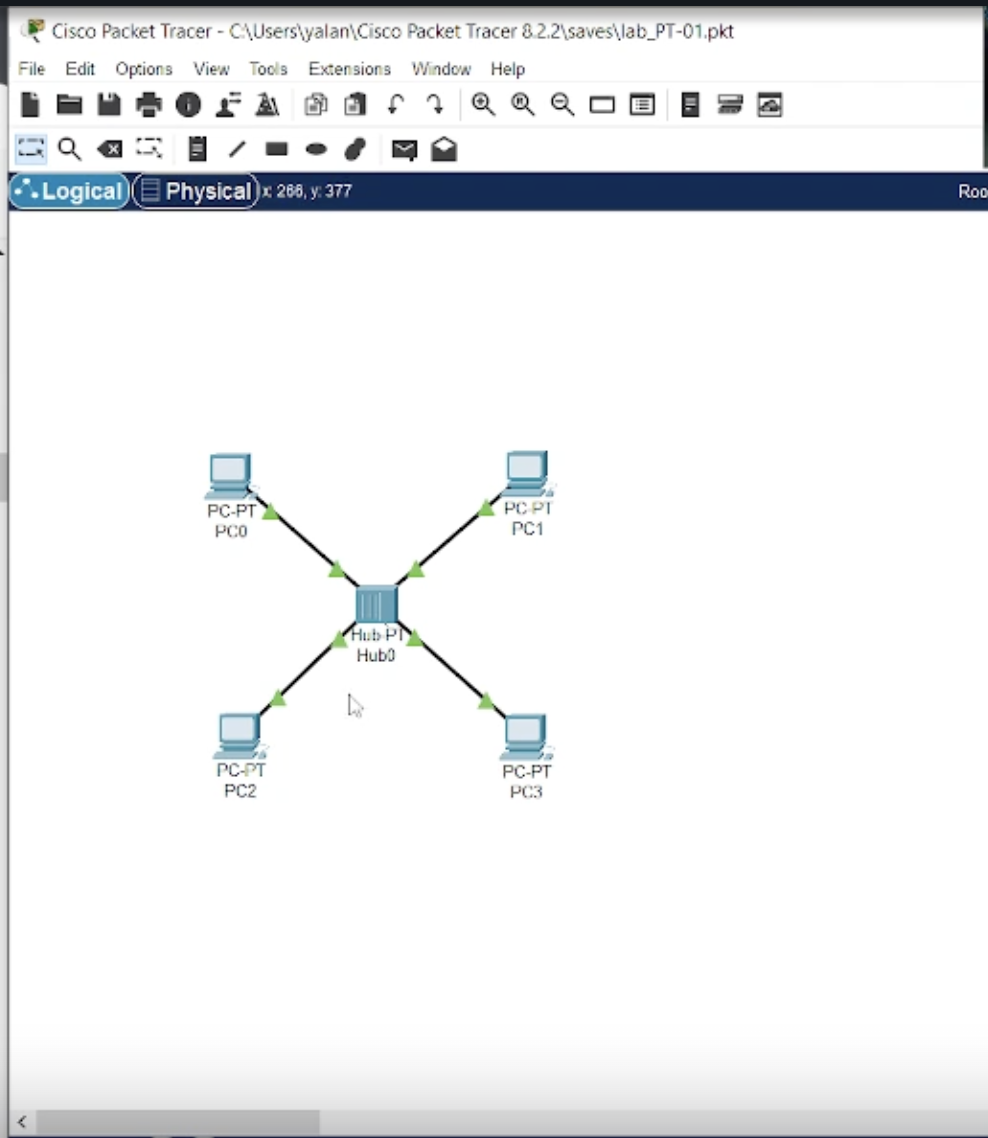 Cisco Packet Tracer - C:\Users\yalan\Cisco Packet Tracer 8.2.2\saves\lab_PT-01.pkt
File Edit Options View Tools Extensions Window Help
Logical Physical x: 266, y: 377 Roo
PC-PT
PC0
PC-PT
PC1
Hub-PT
Hub0
PC-PT
PC2
PC-PT
PC3